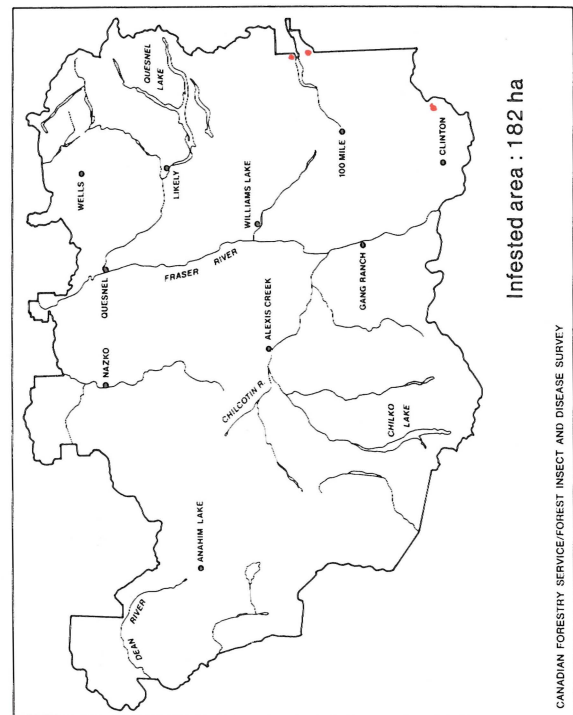 WELLS
QUESNEL
LAKE
QUESNEL
LIKELY
NAZKO
FRASER RIVER
WILLIAMS LAKE
100 MILE
ALEXIS CREEK
CHILCOTIN R.
ANAHIM LAKE
DEAN RIVER
GANG RANCH
CLINTON
CHILKO
LAKE
Infested area : 182 ha
CANADIAN FORESTRY SERVICE/FOREST INSECT AND DISEASE SURVEY